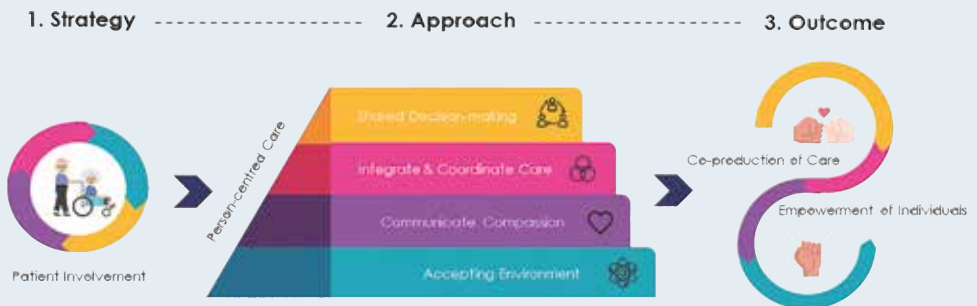 1. Strategy
2. Approach
3. Outcome
Person-centred Care
Shared Decision-making
Integrate & Coordinate Care
Communicate Compassion
Accepting Environment
Patient Involvement
Co-production of Care
Empowerment of Individuals